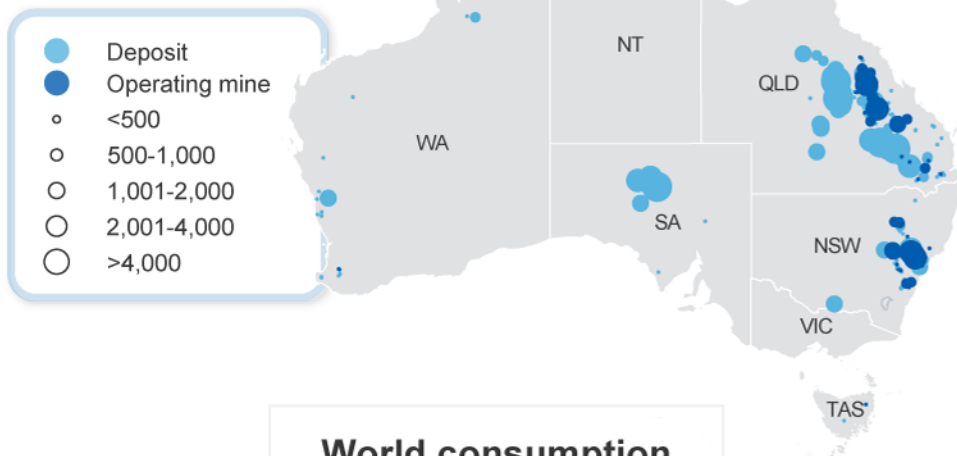 Deposit
Operating mine
<500
500-1,000
1,001-2,000
2,001-4,000
>4,000
NT
QLD
WA
SA
NSW
VIC
TAS
World consumption